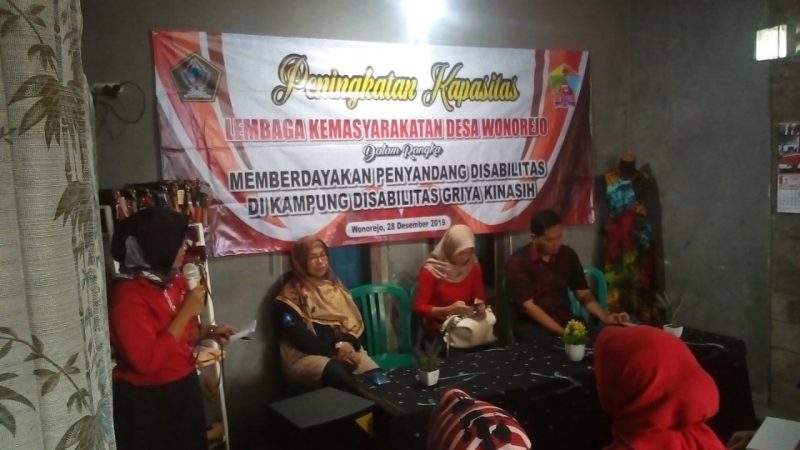 Peningkatan Kapasitas
LEMBAGA KEMASYARAKATAN DESA WONOREJO
Dalam Rangka
MEMBERDAYAKAN PENYANDANG DISABILITAS
DI KAMPUNG DISABILITAS GRIYA KINASIH
Wonorejo, 28 Desember 2019